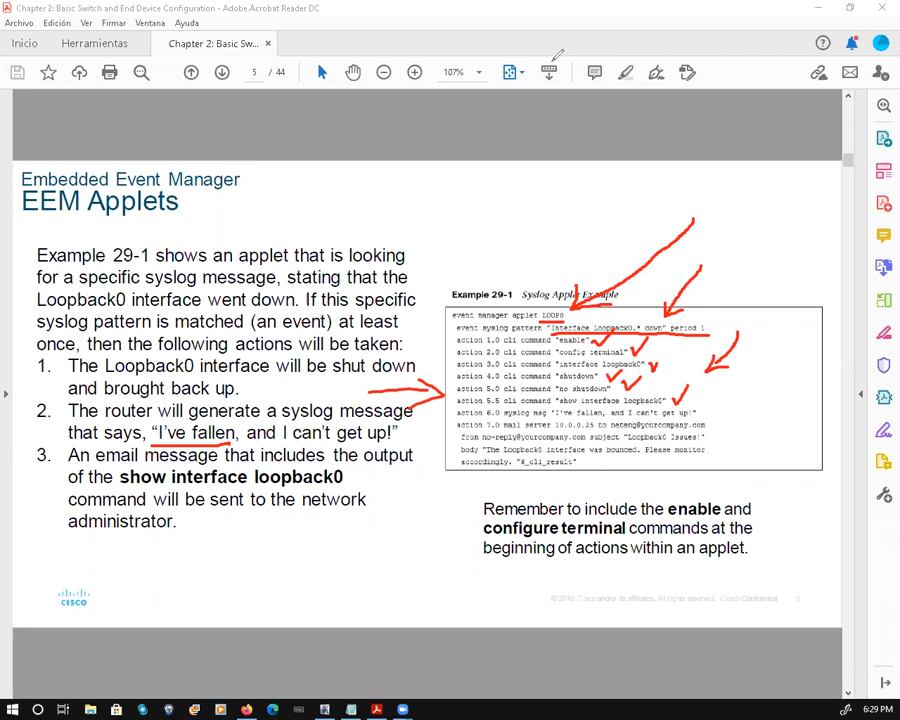 Chapter 2: Basic Switch and End Device Configuration - Adobe Acrobat Reader DC
Archivo Edición Ver Firmar Ventana Ayuda
Inicio Herramientas Chapter 2: Basic Sw... ×
5 / 44 107%
Embedded Event Manager
EEM Applets
Example 29-1 shows an applet that is looking
for a specific syslog message, stating that the
Loopback0 interface went down. If this specific
syslog pattern is matched (an event) at least
once, then the following actions will be taken:
1. The Loopback0 interface will be shut down
and brought back up.
2. The router will generate a syslog message
that says, “I’ve fallen, and I can’t get up!”
3. An email message that includes the output
of the show interface loopback0
command will be sent to the network
administrator.
Example 29-1 Syslog Applet Example
event manager applet LOOP0
event syslog pattern "Interface Loopback0.* down" period 1
action 1.0 cli command "enable"
action 2.0 cli command "config terminal"
action 3.0 cli command "interface loopback0"
action 4.0 cli command "shutdown"
action 5.0 cli command "no shutdown"
action 5.5 cli command "show interface loopback0"
action 6.0 syslog msg "I've fallen, and I can't get up!"
action 7.0 mail server 10.0.0.25 to neteng@yourcompany.com
from no-reply@yourcompany.com subject "Loopback0 Issues!"
body "The Loopback0 interface was bounced. Please monitor
accordingly. "$_cli_result"
Remember to include the enable and
configure terminal commands at the
beginning of actions within an applet.
CISCO
© 2016 Cisco and/or its affiliates. All rights reserved. Cisco Confidential 5
6:29 PM